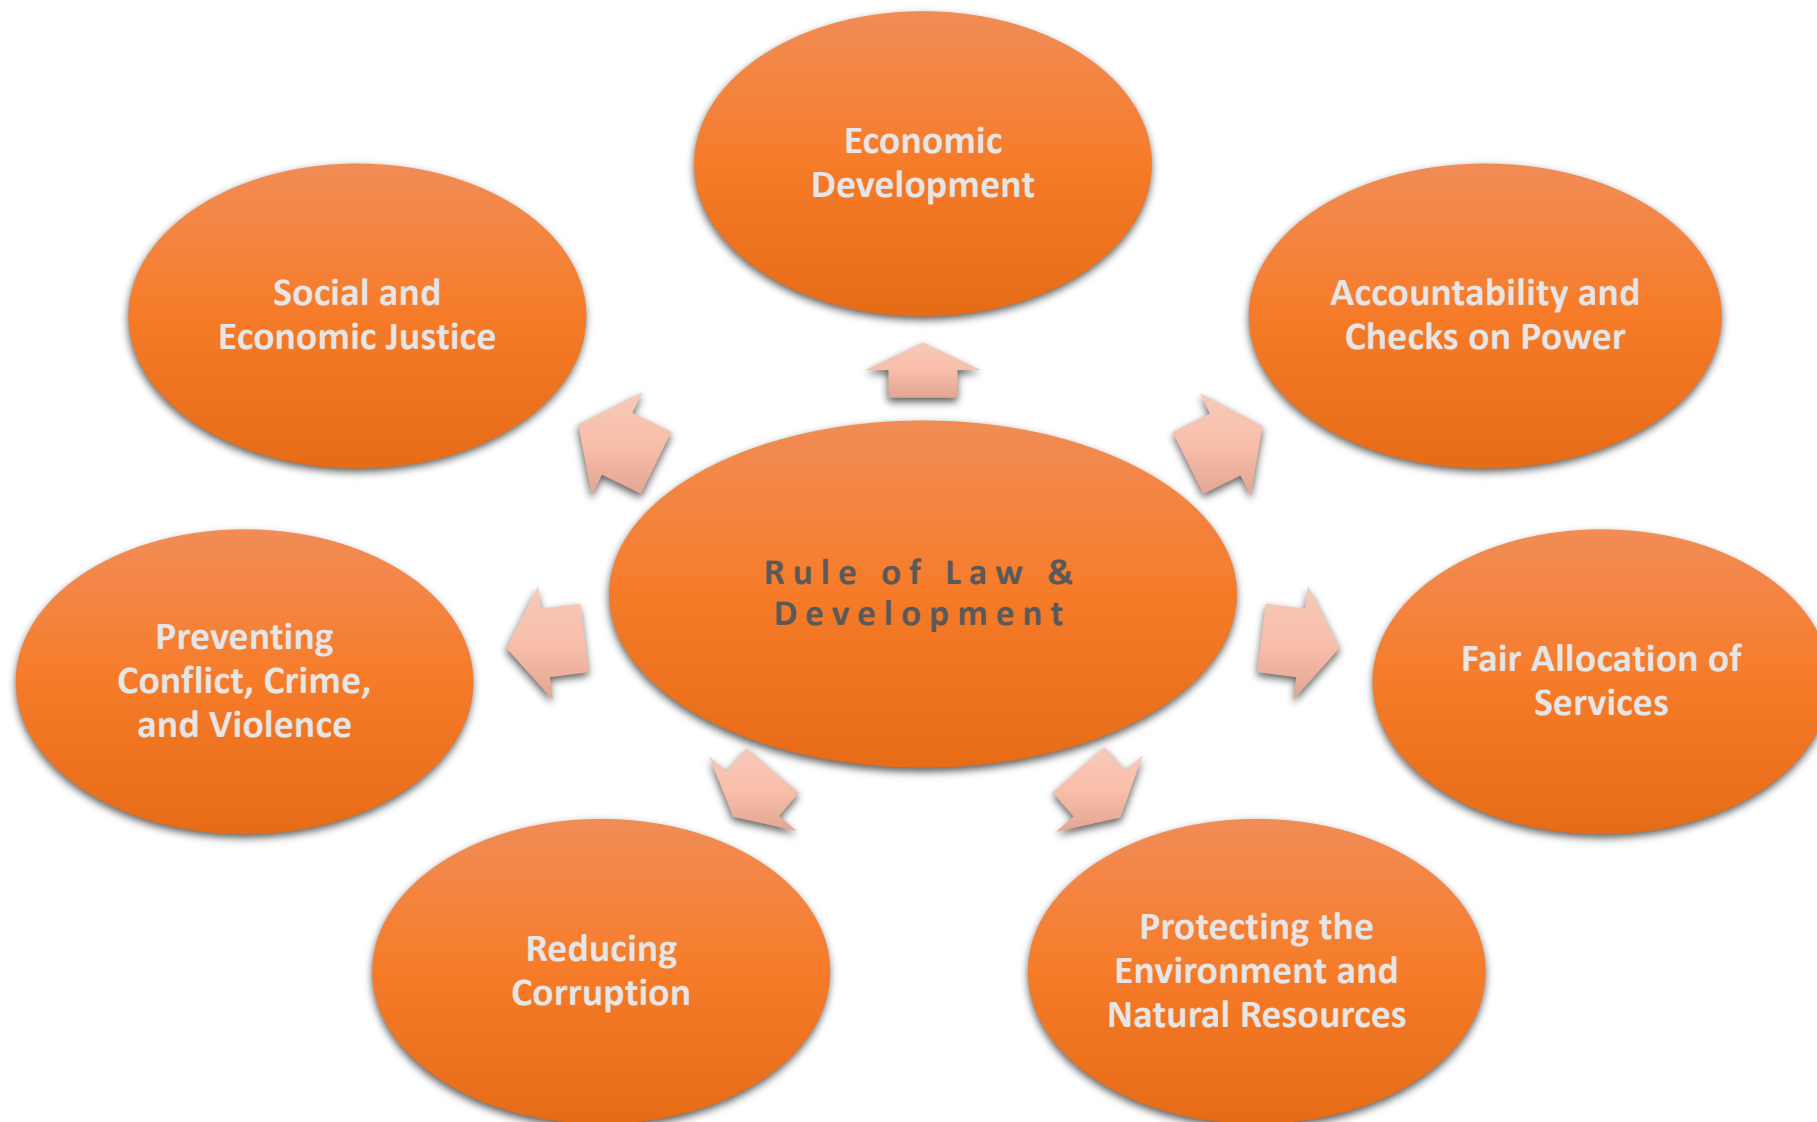 Economic
Development
Social and
Economic Justice
Accountability and
Checks on Power
Rule of Law &
Development
Preventing
Conflict, Crime,
and Violence
Fair Allocation of
Services
Reducing
Corruption
Protecting the
Environment and
Natural Resources